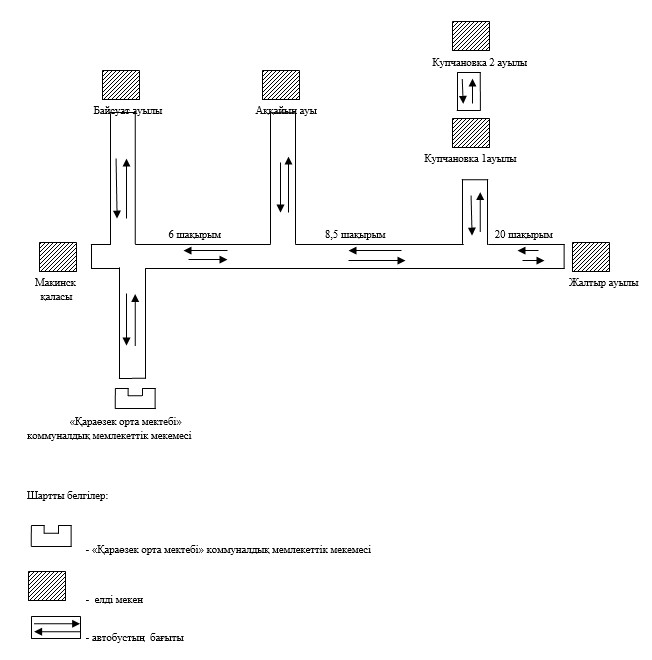 Купчановка 2 ауылы
Байсуат ауылы
Аққайын ауы
Купчановка 1ауылы
6 шақырым
8,5 шақырым
20 шақырым
Макинск
қаласы
Жалтыр ауылы
«Қараөзек орта мектебі»
коммуналдық мемлекеттік мекемесі
Шартты белгілер:
- «Қараөзек орта мектебі» коммуналдық мемлекеттік мекемесі
- елді мекен
- автобустың бағыты